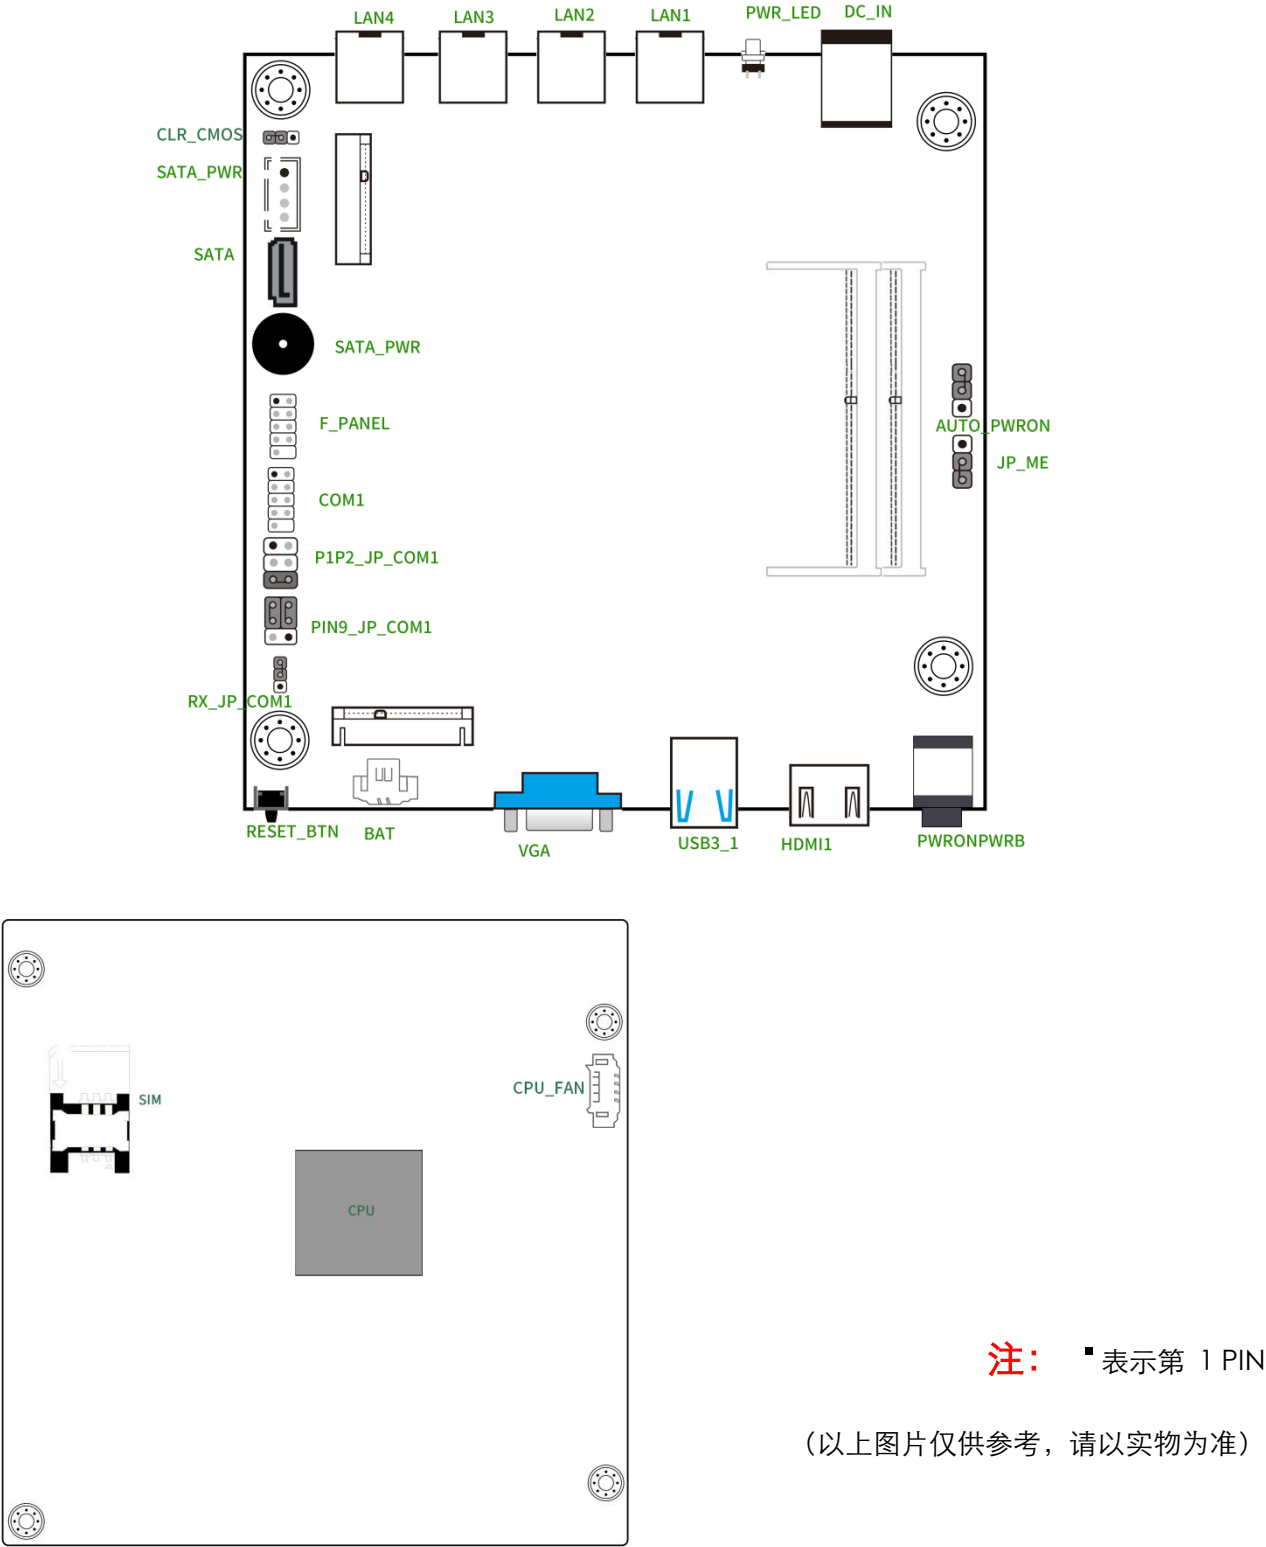 LAN4
LAN3
LAN2
LAN1
PWR_LED
DC_IN
CLR_CMOS
SATA_PWR
SATA
SATA_PWR
F_PANEL
AUTO_PWRON
JP_ME
COM1
P1P2_JP_COM1
PIN9_JP_COM1
RX_JP_COM1
RESET_BTN
BAT
VGA
USB3_1
HDMI1
PWRONPWRB
CPU_FAN
SIM
CPU
注： ▪表示第 1 PIN
（以上图片仅供参考，请以实物为准）